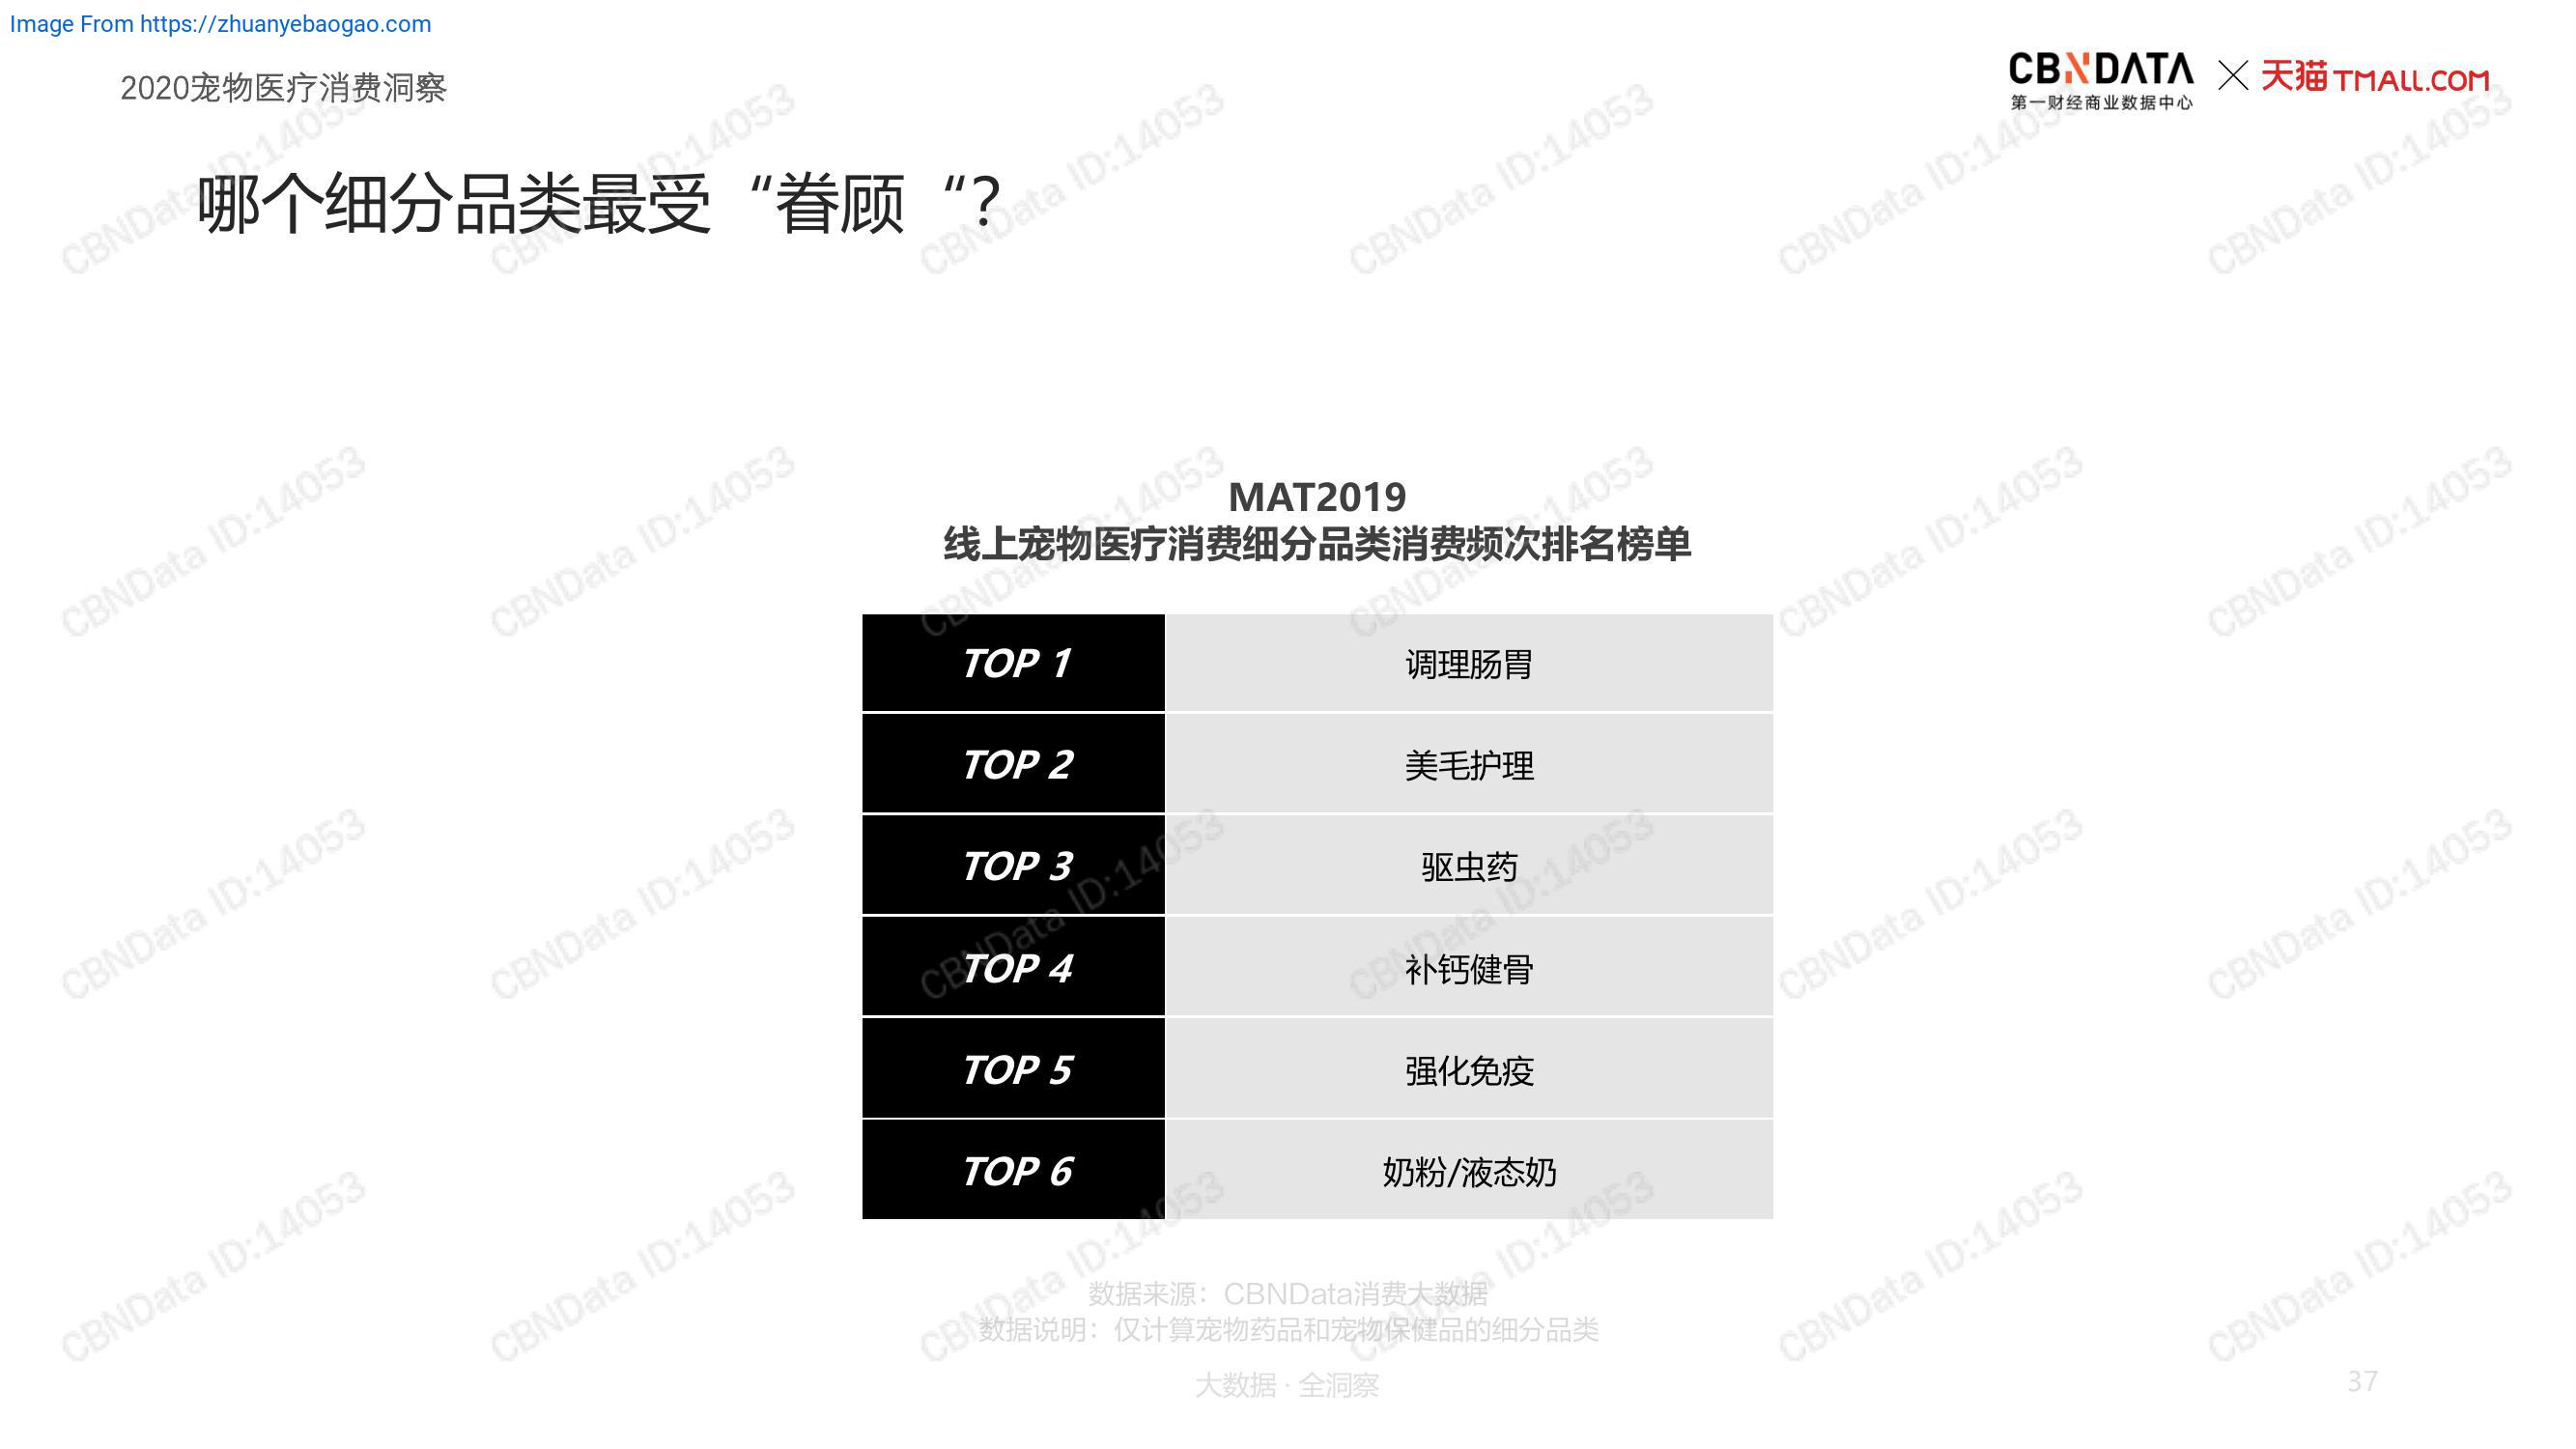 Image From https://zhuanyebaogao.com
2020宠物医疗消费洞察
CBNDATA × 天猫 TMALL.COM
第一财经商业数据中心
哪个细分品类最受“眷顾“?
MAT2019
线上宠物医疗消费细分品类消费频次排名榜单
TOP 1 调理肠胃
TOP 2 美毛护理
TOP 3 驱虫药
TOP 4 补钙健骨
TOP 5 强化免疫
TOP 6 奶粉/液态奶
数据来源：CBNData消费大数据
数据说明：仅计算宠物药品和宠物保健品的细分品类
大数据 · 全洞察
37
CBNData ID:14053